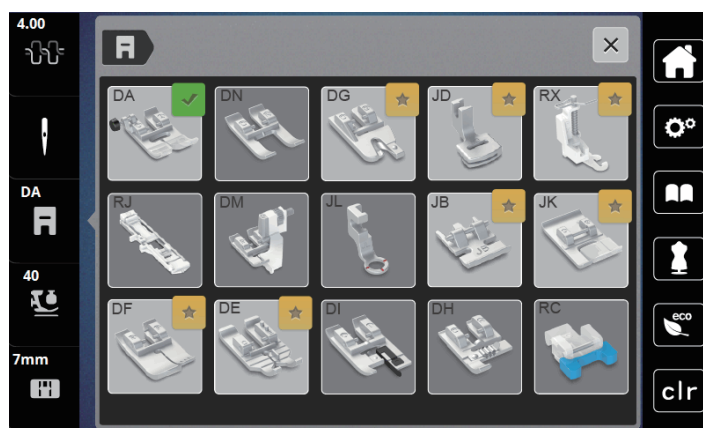 4.00
DA
40
7mm
DA
DN
DG
JD
RX
RJ
DM
JL
JB
JK
DF
DE
DI
DH
RC
JB
eco
clr